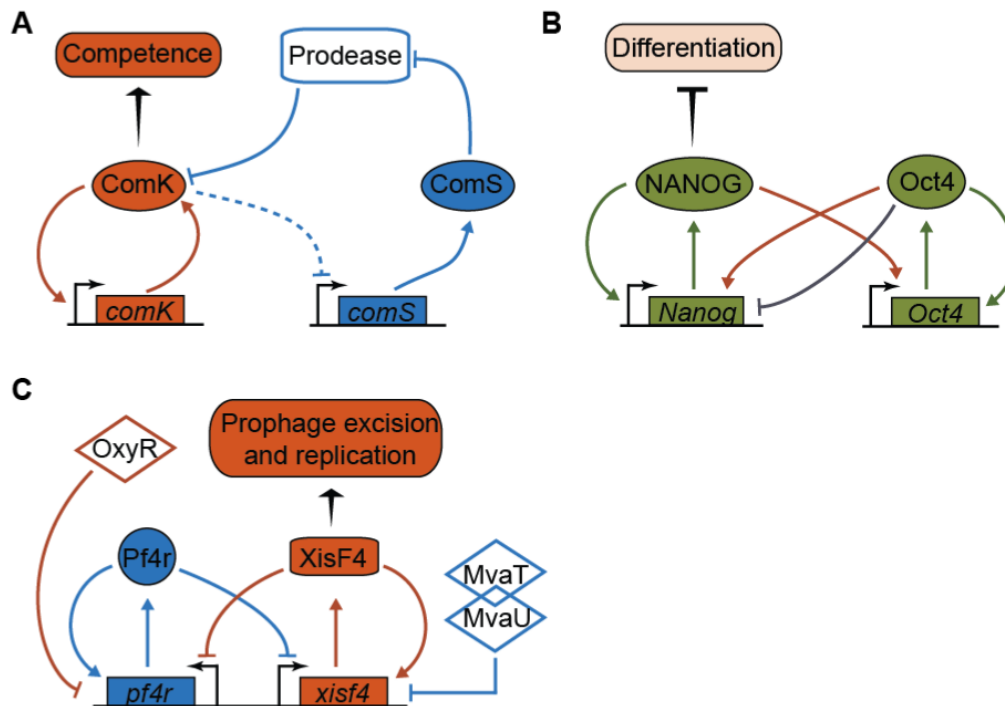 A
Competence
Prodease
ComK
ComS
comK
comS
B
Differentiation
NANOG
Oct4
Nanog
Oct4
C
OxyR
Prophage excision
and replication
Pf4r
XisF4
MvaT
MvaU
pf4r
xisf4